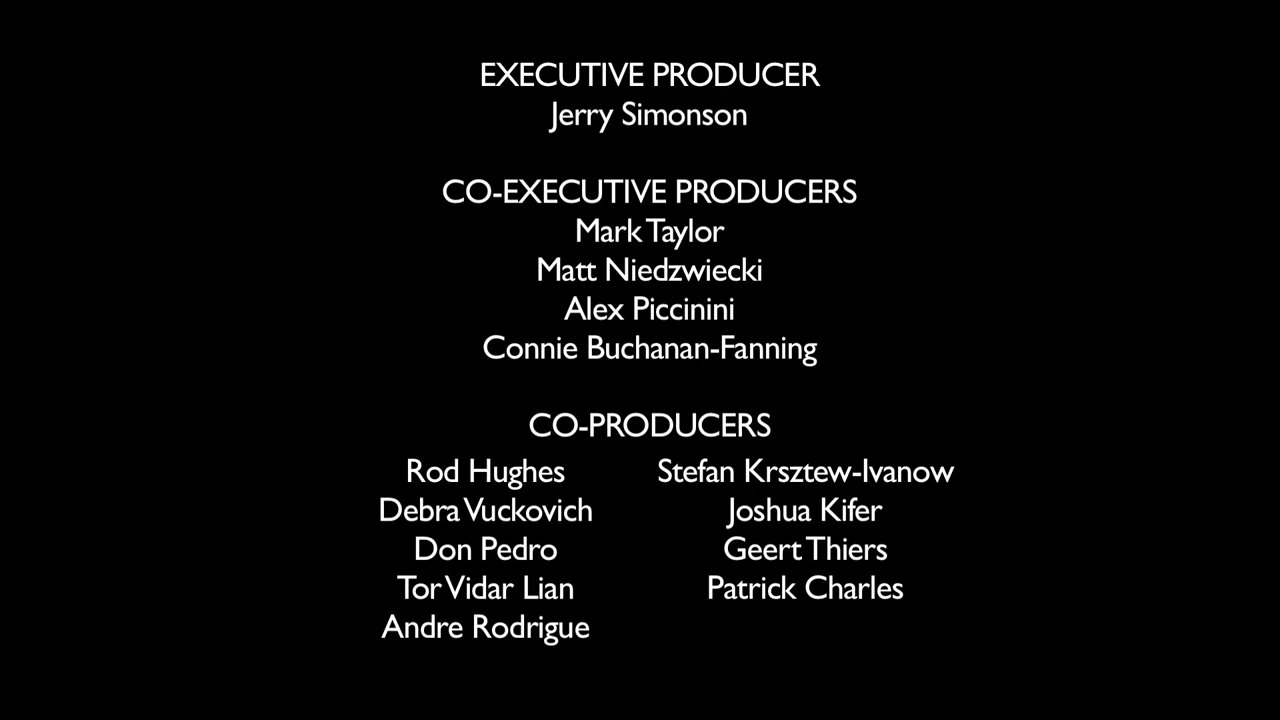 EXECUTIVE PRODUCER
Jerry Simonson
CO-EXECUTIVE PRODUCERS
Mark Taylor
Matt Niedzwiecki
Alex Piccinini
Connie Buchanan-Fanning
CO-PRODUCERS
Rod Hughes
Debra Vuckovich
Don Pedro
Tor Vidar Lian
Andre Rodrigue
Stefan Krsztew-Ivanow
Joshua Kifer
Geert Thiers
Patrick Charles